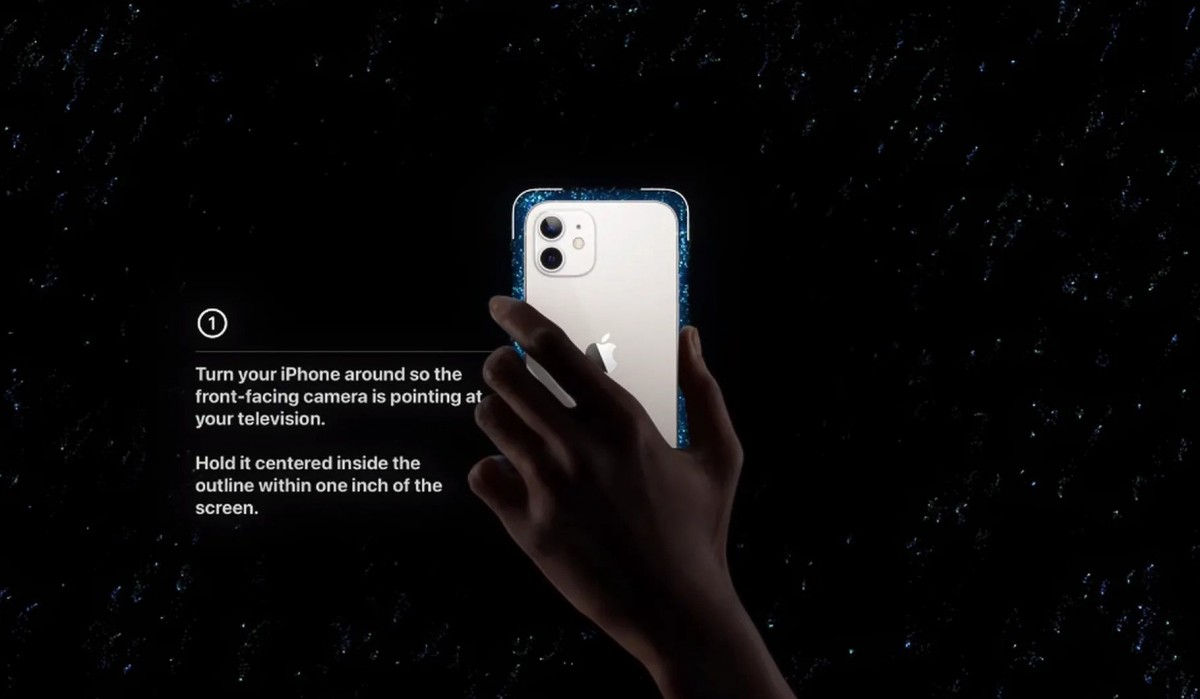 1
Turn your iPhone around so the
front-facing camera is pointing at
your television.
Hold it centered inside the
outline within one inch of the
screen.